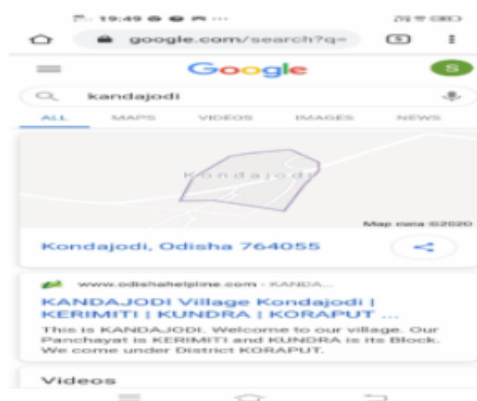 19:49
google.com/search?q=
5
Google
S
kandajodi
ALL MAPS VIDEOS IMAGES NEWS
Kondajodi
Map data ©2020
Kondajodi, Odisha 764055
www.odishahelpline.com › KANDA...
KANDAJODI Village Kondajodi |
KERIMITI | KUNDRA | KORAPUT ...
This is KANDAJODI. Welcome to our village. Our
Panchayat is KERIMITI and KUNDRA is its Block.
We come under District KORAPUT.
Videos